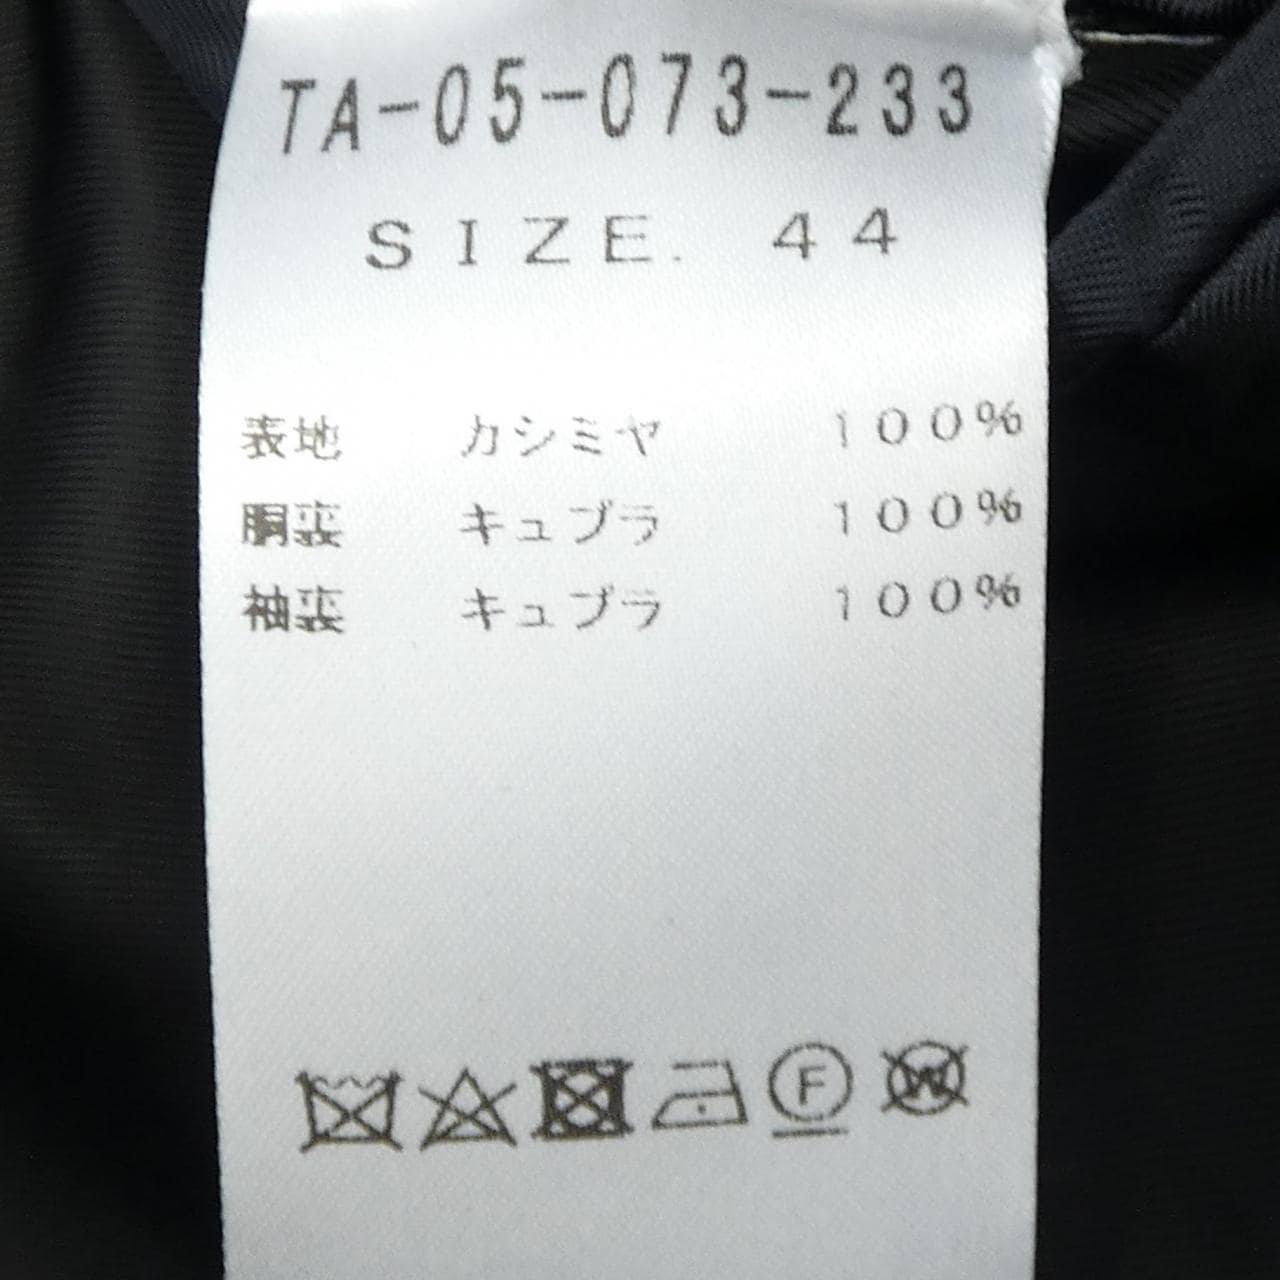 TA-05-073-233
SIZE. 44
表地 カシミヤ 100%
胴裏 キュプラ 100%
袖裏 キュプラ 100%
F
W